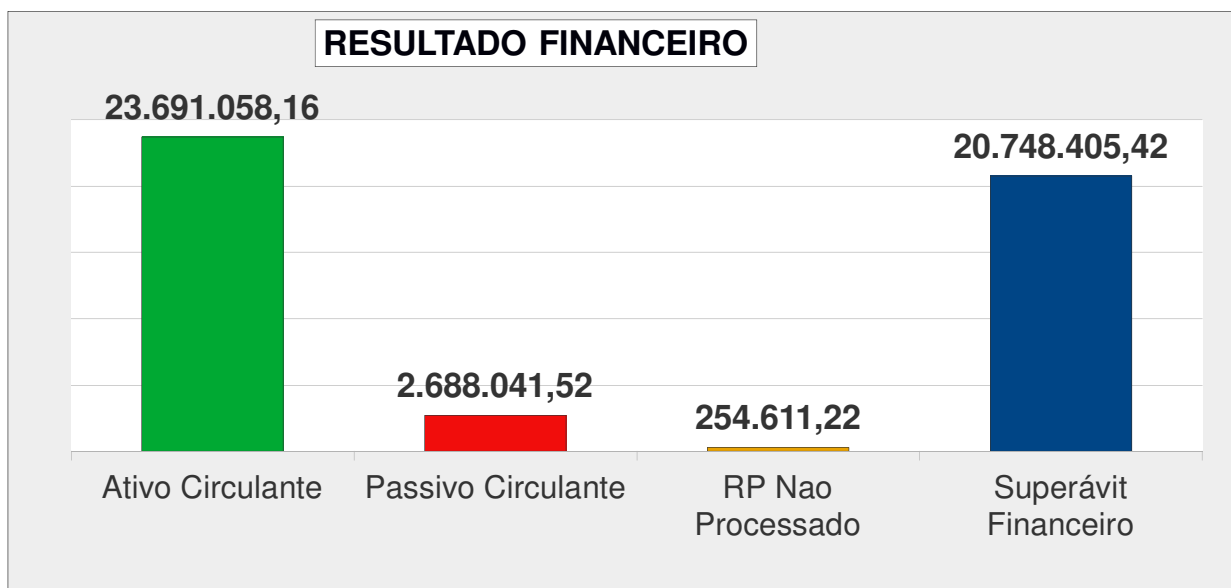 RESULTADO FINANCEIRO
23.691.058,16
20.748.405,42
2.688.041,52
254.611,22
Ativo Circulante
Passivo Circulante
RP Nao
Processado
Superávit
Financeiro